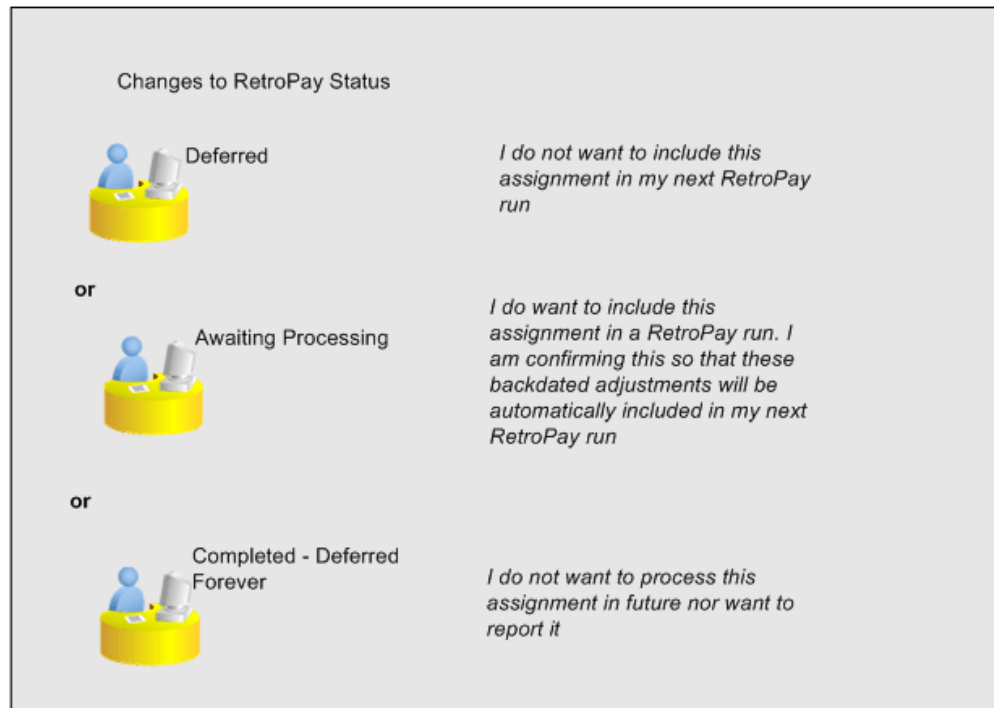 Changes to RetroPay Status
Deferred
I do not want to include this
assignment in my next RetroPay
run
or
Awaiting Processing
I do want to include this
assignment in a RetroPay run. I
am confirming this so that these
backdated adjustments will be
automatically included in my next
RetroPay run
or
Completed - Deferred
Forever
I do not want to process this
assignment in future nor want to
report it